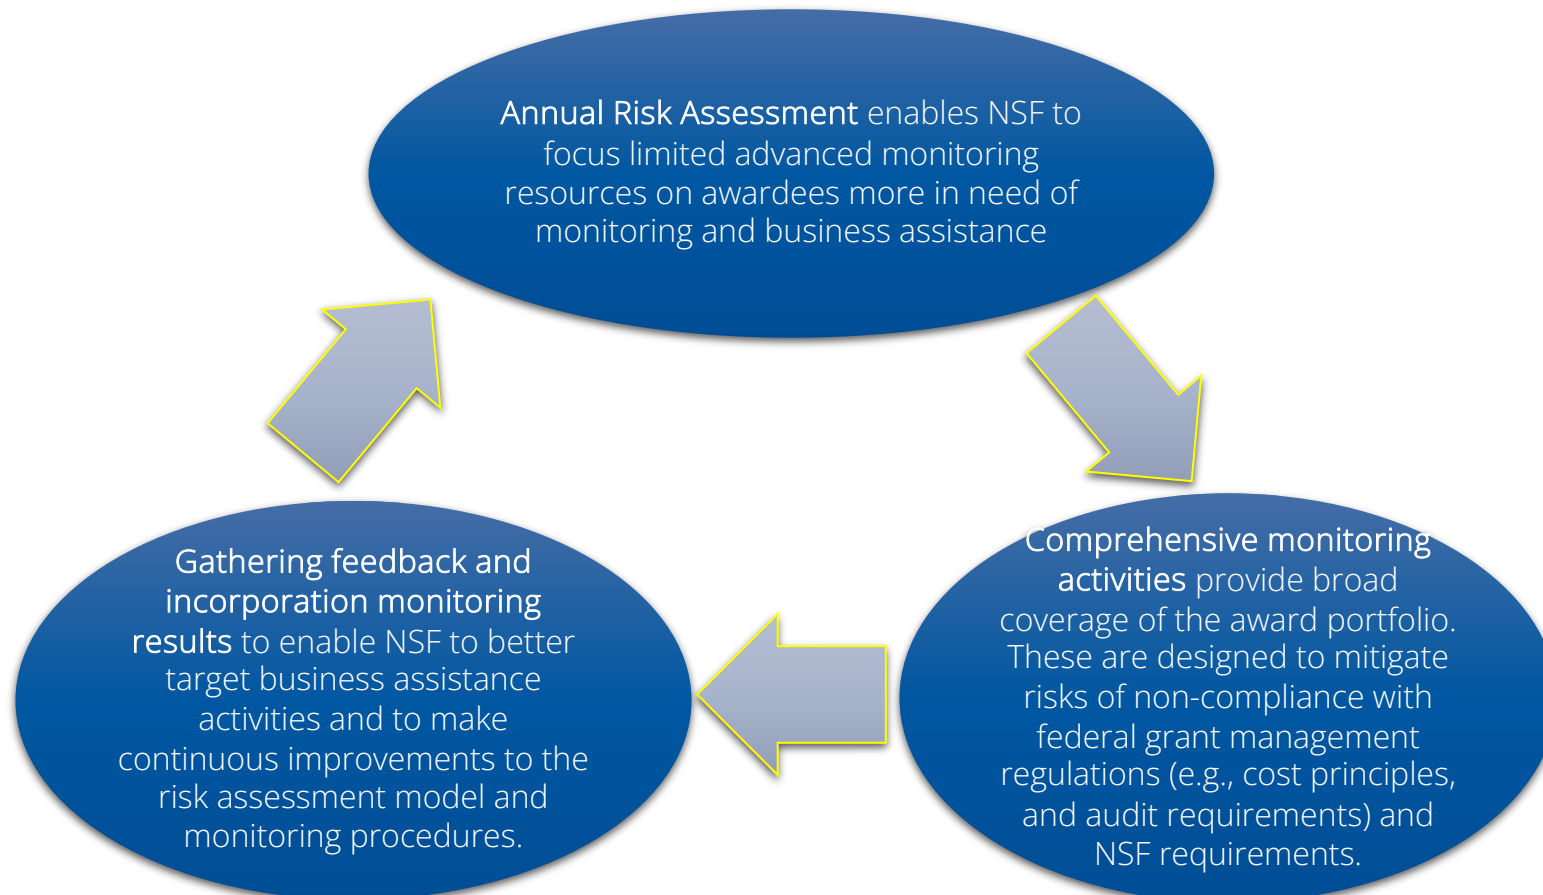 Annual Risk Assessment enables NSF to
focus limited advanced monitoring
resources on awardees more in need of
monitoring and business assistance
Comprehensive monitoring
activities provide broad
coverage of the award portfolio.
These are designed to mitigate
risks of non-compliance with
federal grant management
regulations (e.g., cost principles,
and audit requirements) and
NSF requirements.
Gathering feedback and
incorporation monitoring
results to enable NSF to better
target business assistance
activities and to make
continuous improvements to the
risk assessment model and
monitoring procedures.